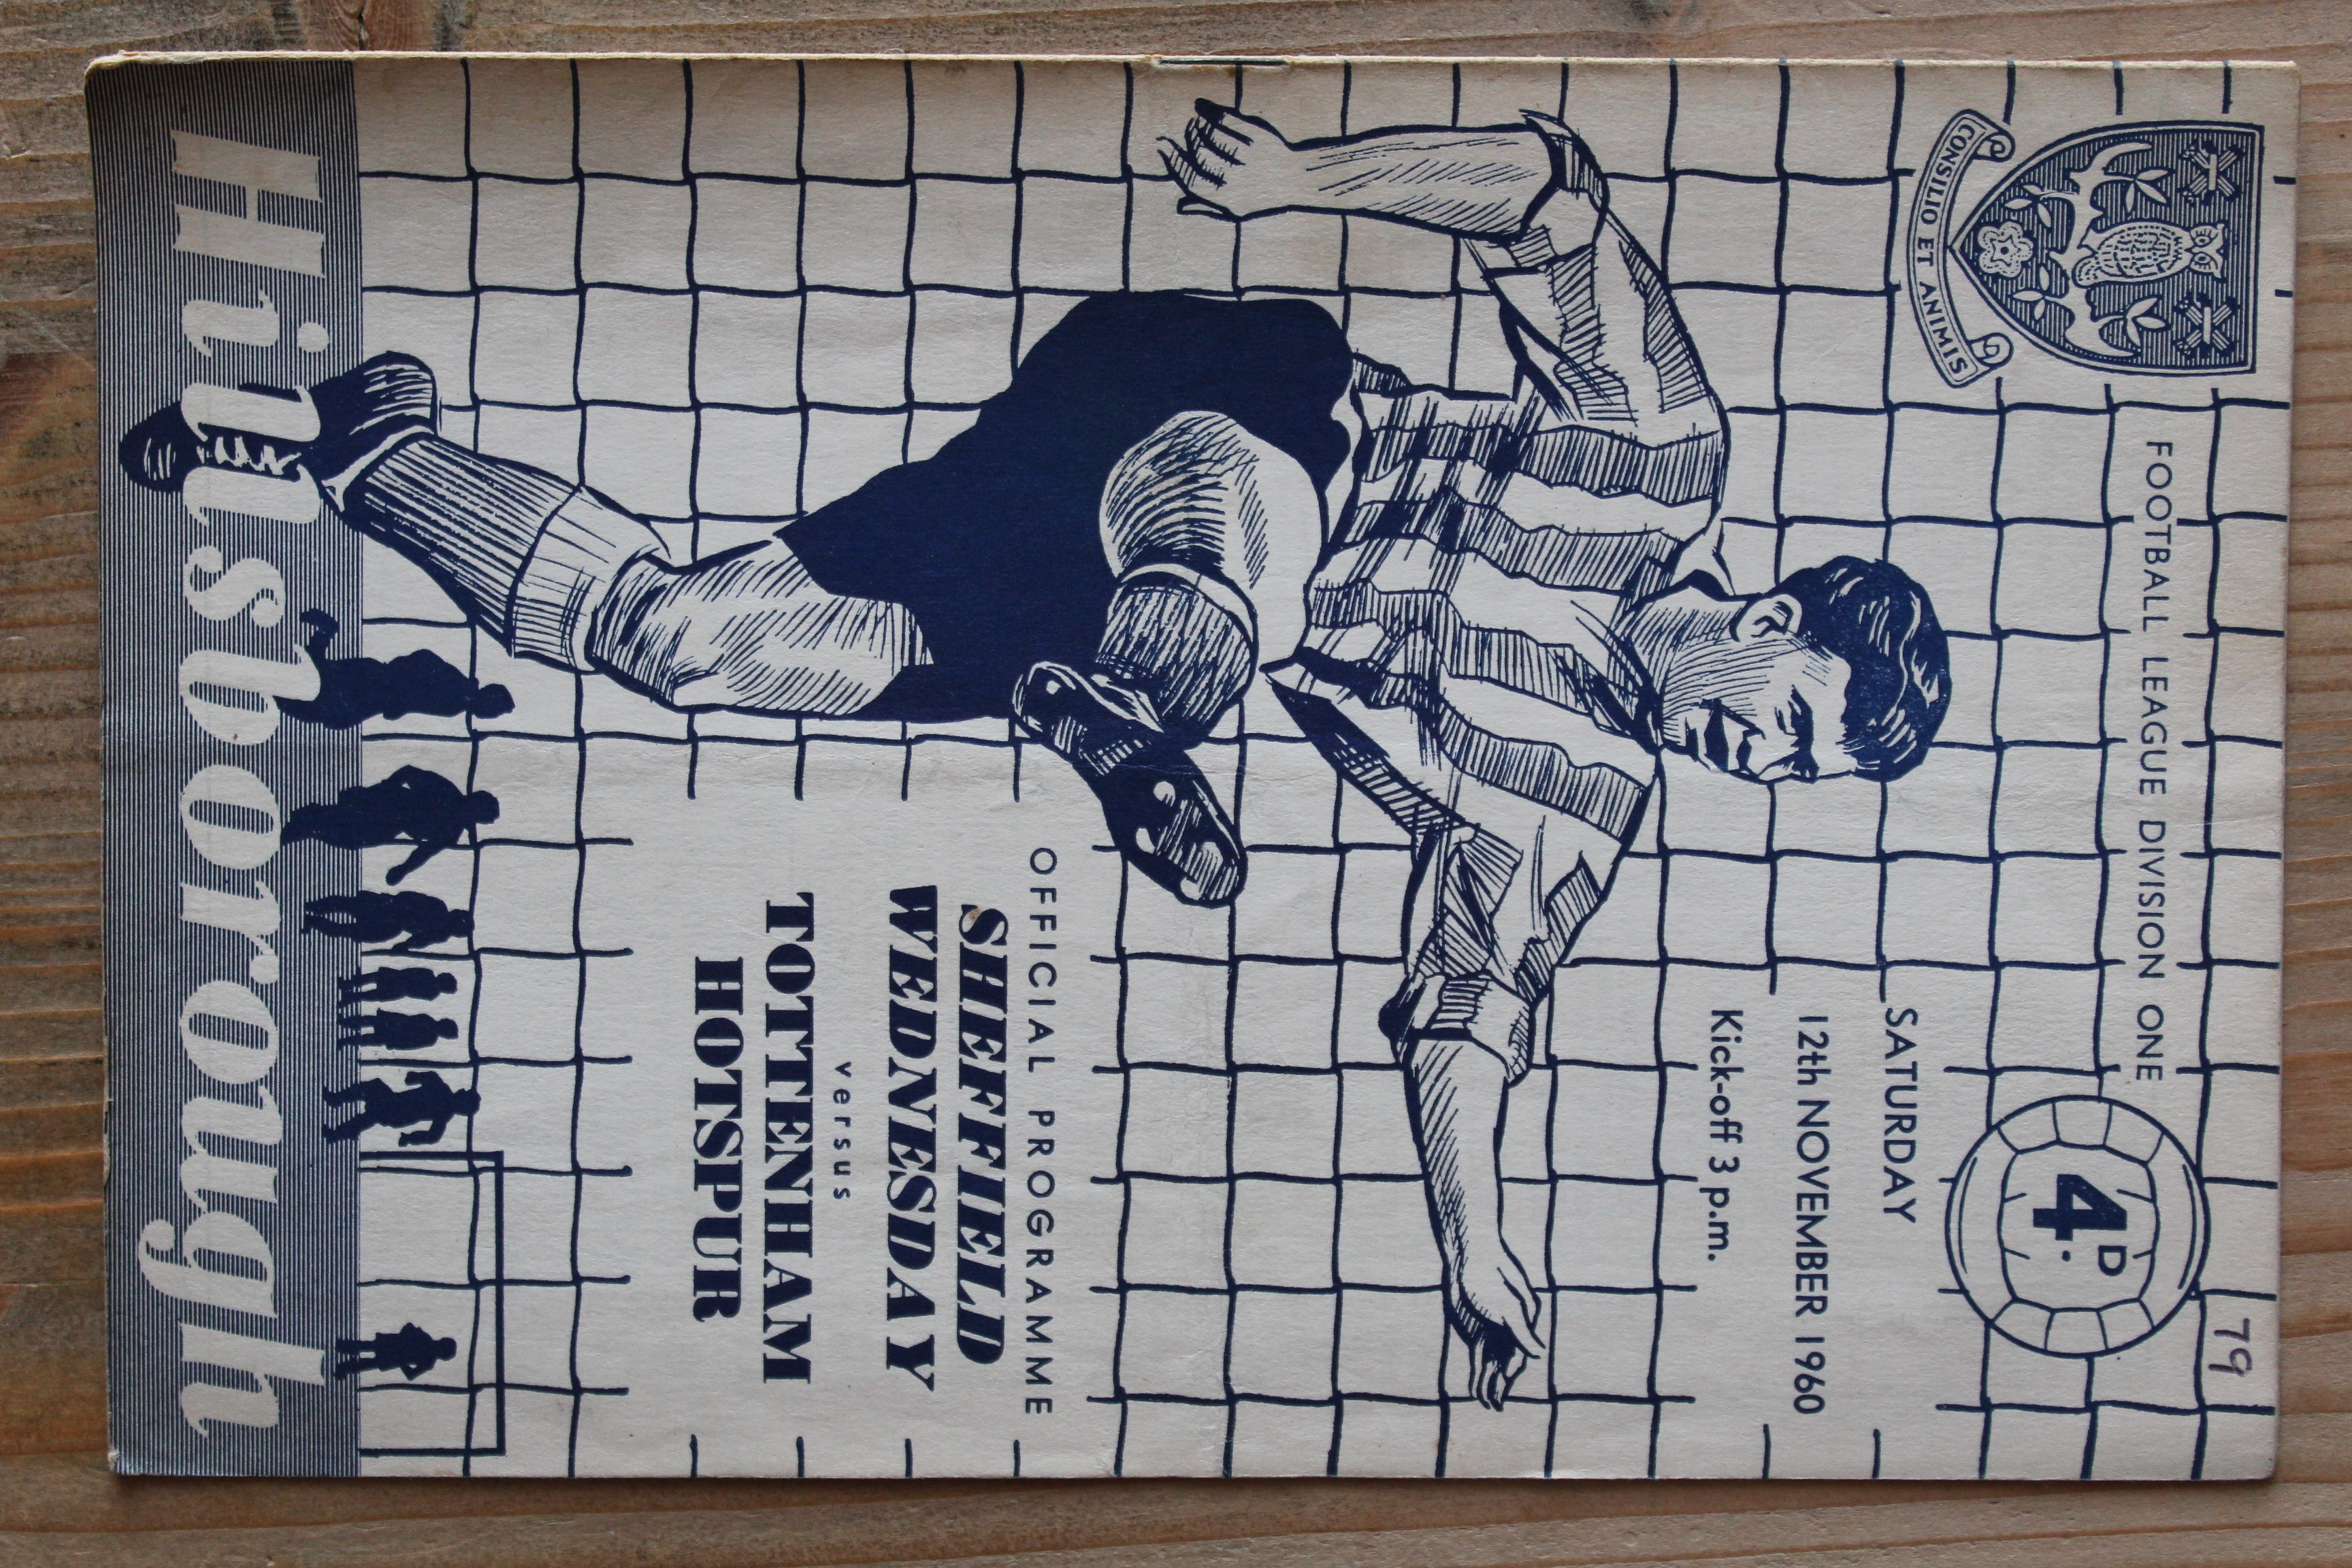 79
CONSILIO ET ANIMIS
FOOTBALL LEAGUE DIVISION ONE
4D.
SATURDAY
12th NOVEMBER 1960
Kick-off 3 p.m.
OFFICIAL PROGRAMME
SHEFFIELD
WEDNESDAY
versus
TOTTENHAM
HOTSPUR
Hillsborough